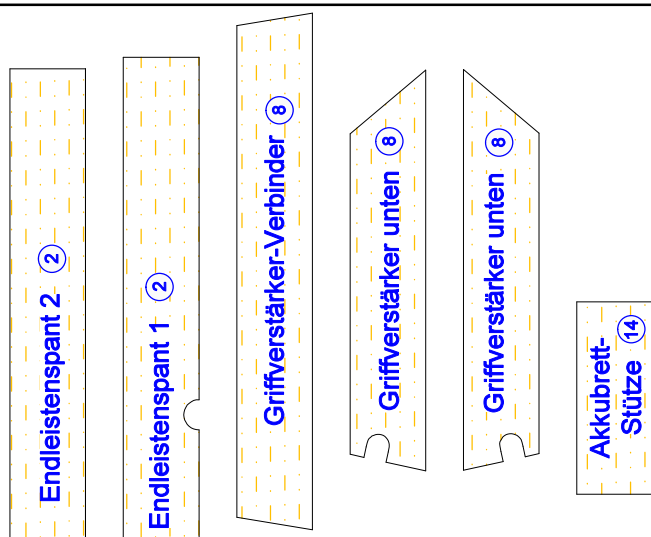 Endleistenspant 2 2
Endleistenspant 1 2
Griffverstärker-Verbinder 8
Griffverstärker unten 8
Griffverstärker unten 8
Akkubrett-
Stütze 14